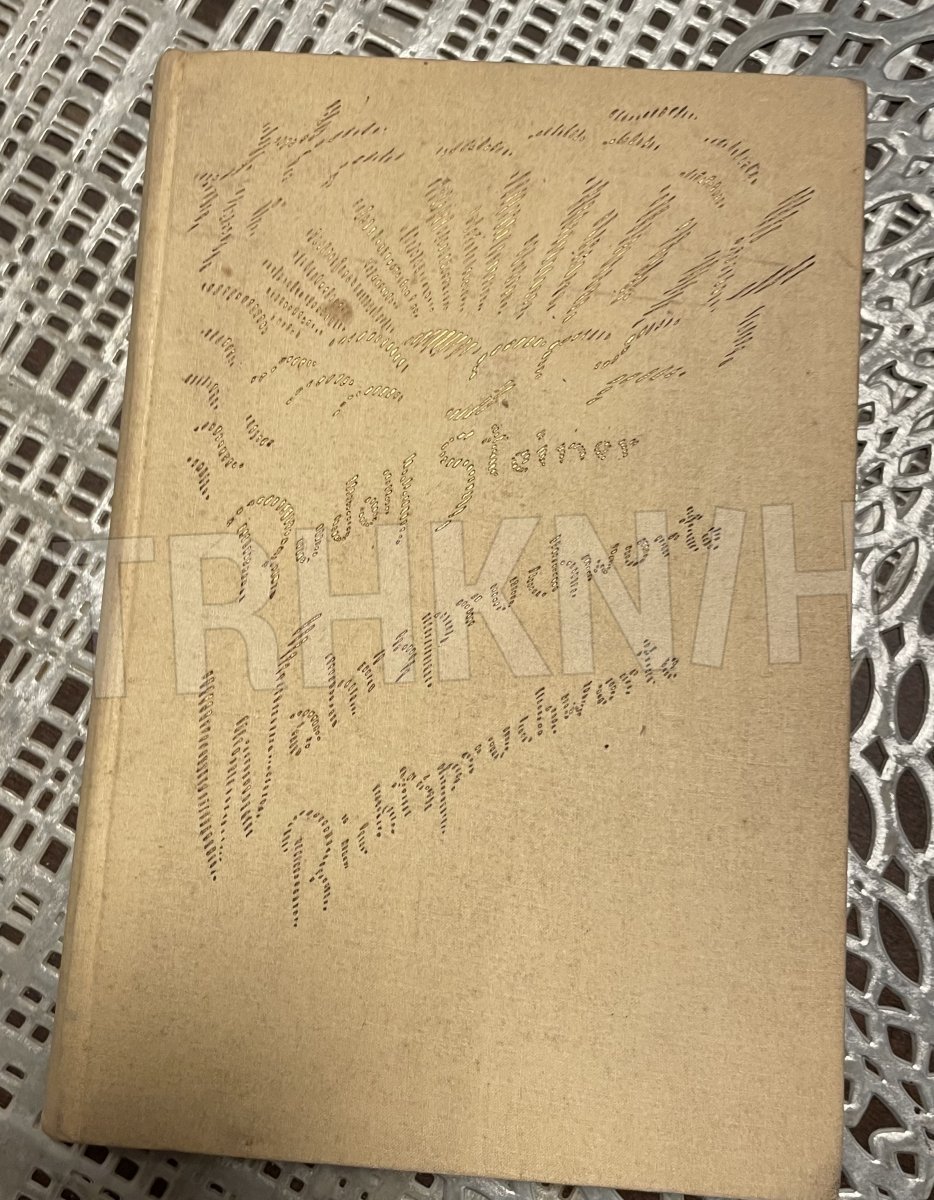 Rudolf Steiner
Wahrspruchworte
Richtspruchworte
TRHKNIH